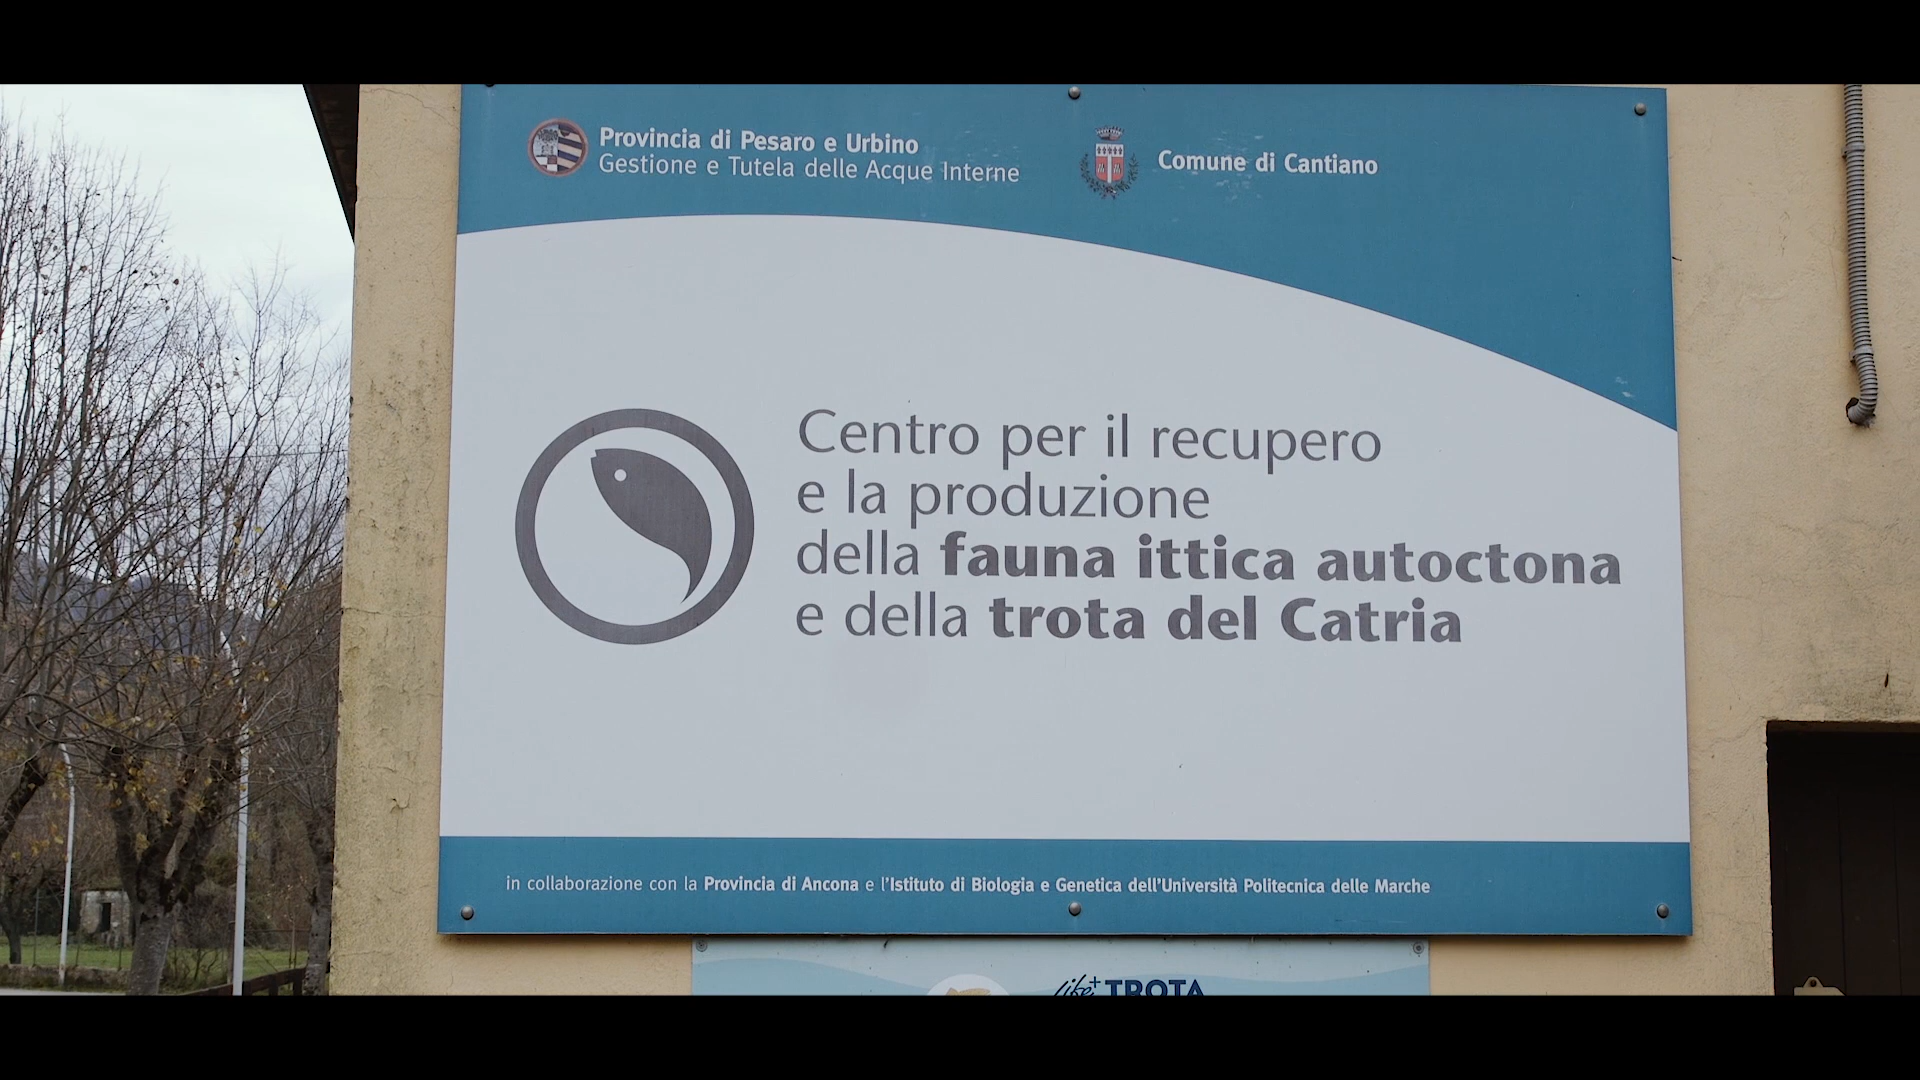 Provincia di Pesaro e Urbino
Gestione e Tutela delle Acque Interne
Comune di Cantiano
Centro per il recupero
e la produzione
della fauna ittica autoctona
e della trota del Catria
in collaborazione con la Provincia di Ancona e l'Istituto di Biologia e Genetica dell'Università Politecnica delle Marche
life+ TROTA